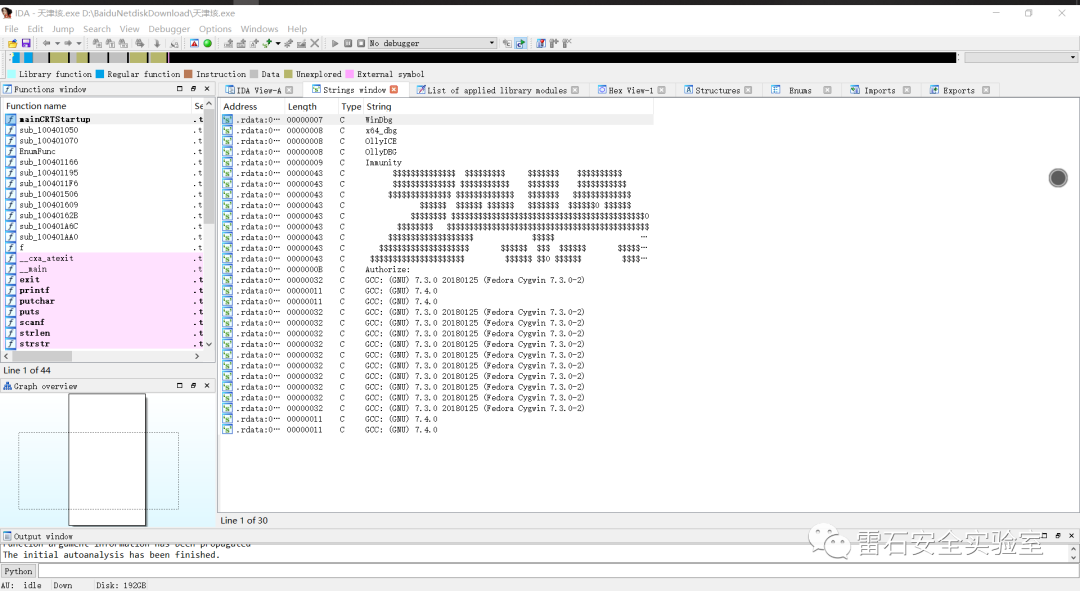 IDA - 天津垓.exe D:\BaiduNetdiskDownload\天津垓.exe
File Edit Jump Search View Debugger Options Windows Help
No debugger
Library function Regular function Instruction Data Unexplored External symbol
Functions window
IDA View-A Strings window List of applied library modules Hex View-1 Structures Enums Imports Exports
Function name Se
mainCRTStartup .t
sub_100401050 .t
sub_100401070 .t
EnumFunc .t
sub_100401166 .t
sub_100401195 .t
sub_1004011F6 .t
sub_100401506 .t
sub_100401609 .t
sub_10040162B .t
sub_100401A6C .t
sub_100401AA0 .t
f .t
__cxa_atexit .t
__main .t
exit .t
printf .t
putchar .t
puts .t
scanf .t
strlen .t
strstr .t
Line 1 of 44
Graph overview
Address Length Type String
.rdata:0… 00000007 C WinDbg
.rdata:0… 00000008 C x64_dbg
.rdata:0… 00000008 C OllyICE
.rdata:0… 00000008 C OllyDBG
.rdata:0… 00000009 C Immunity
.rdata:0… 00000043 C $$$$$$$$$$$$$$ $$$$$$$$$ $$$$$$$ $$$$$$$$$$
.rdata:0… 00000043 C $$$$$$$$$$$$$$ $$$$$$$$$$$ $$$$$$$ $$$$$$$$$$$
.rdata:0… 00000043 C $$$$$$$$$$$$$$ $$$$$$$$$$$$$ $$$$$$$ $$$$$$$$$$$$$
.rdata:0… 00000043 C $$$$$$ $$$$$$ $$$$$$ $$$$$$$ $$$$$$0 $$$$$$
.rdata:0… 00000043 C $$$$$$$$ $$$$$$$$$$$$$$$$$$$$$$$$$$$$$$$$$$$$$$$$$$$0
.rdata:0… 00000043 C $$$$$$$$ $$$$$$$$$$$$$$$$$$$$$$$$$$$$$$$$$$$$$$$$$$$$$
.rdata:0… 00000043 C $$$$$$$$$$$$$$$$$$$ $$$$$ …
.rdata:0… 00000043 C $$$$$$$$$$$$$$$$$$$$ $$$$$$ $$$ $$$$$$ $$$$$…
.rdata:0… 00000043 C $$$$$$$$$$$$$$$$$$$$$ $$$$$$ $$0 $$$$$$ $$$$…
.rdata:0… 0000000B C Authorize:
.rdata:0… 00000032 C GCC: (GNU) 7.3.0 20180125 (Fedora Cygwin 7.3.0-2)
.rdata:0… 00000011 C GCC: (GNU) 7.4.0
.rdata:0… 00000011 C GCC: (GNU) 7.4.0
.rdata:0… 00000032 C GCC: (GNU) 7.3.0 20180125 (Fedora Cygwin 7.3.0-2)
.rdata:0… 00000032 C GCC: (GNU) 7.3.0 20180125 (Fedora Cygwin 7.3.0-2)
.rdata:0… 00000032 C GCC: (GNU) 7.3.0 20180125 (Fedora Cygwin 7.3.0-2)
.rdata:0… 00000032 C GCC: (GNU) 7.3.0 20180125 (Fedora Cygwin 7.3.0-2)
.rdata:0… 00000032 C GCC: (GNU) 7.3.0 20180125 (Fedora Cygwin 7.3.0-2)
.rdata:0… 00000032 C GCC: (GNU) 7.3.0 20180125 (Fedora Cygwin 7.3.0-2)
.rdata:0… 00000032 C GCC: (GNU) 7.3.0 20180125 (Fedora Cygwin 7.3.0-2)
.rdata:0… 00000032 C GCC: (GNU) 7.3.0 20180125 (Fedora Cygwin 7.3.0-2)
.rdata:0… 00000032 C GCC: (GNU) 7.3.0 20180125 (Fedora Cygwin 7.3.0-2)
.rdata:0… 00000032 C GCC: (GNU) 7.3.0 20180125 (Fedora Cygwin 7.3.0-2)
.rdata:0… 00000011 C GCC: (GNU) 7.4.0
.rdata:0… 00000011 C GCC: (GNU) 7.4.0
Line 1 of 30
Output window
Function argument information has been propagated
The initial autoanalysis has been finished.
Python
AU: idle Down Disk: 192GB
雷石安全实验室